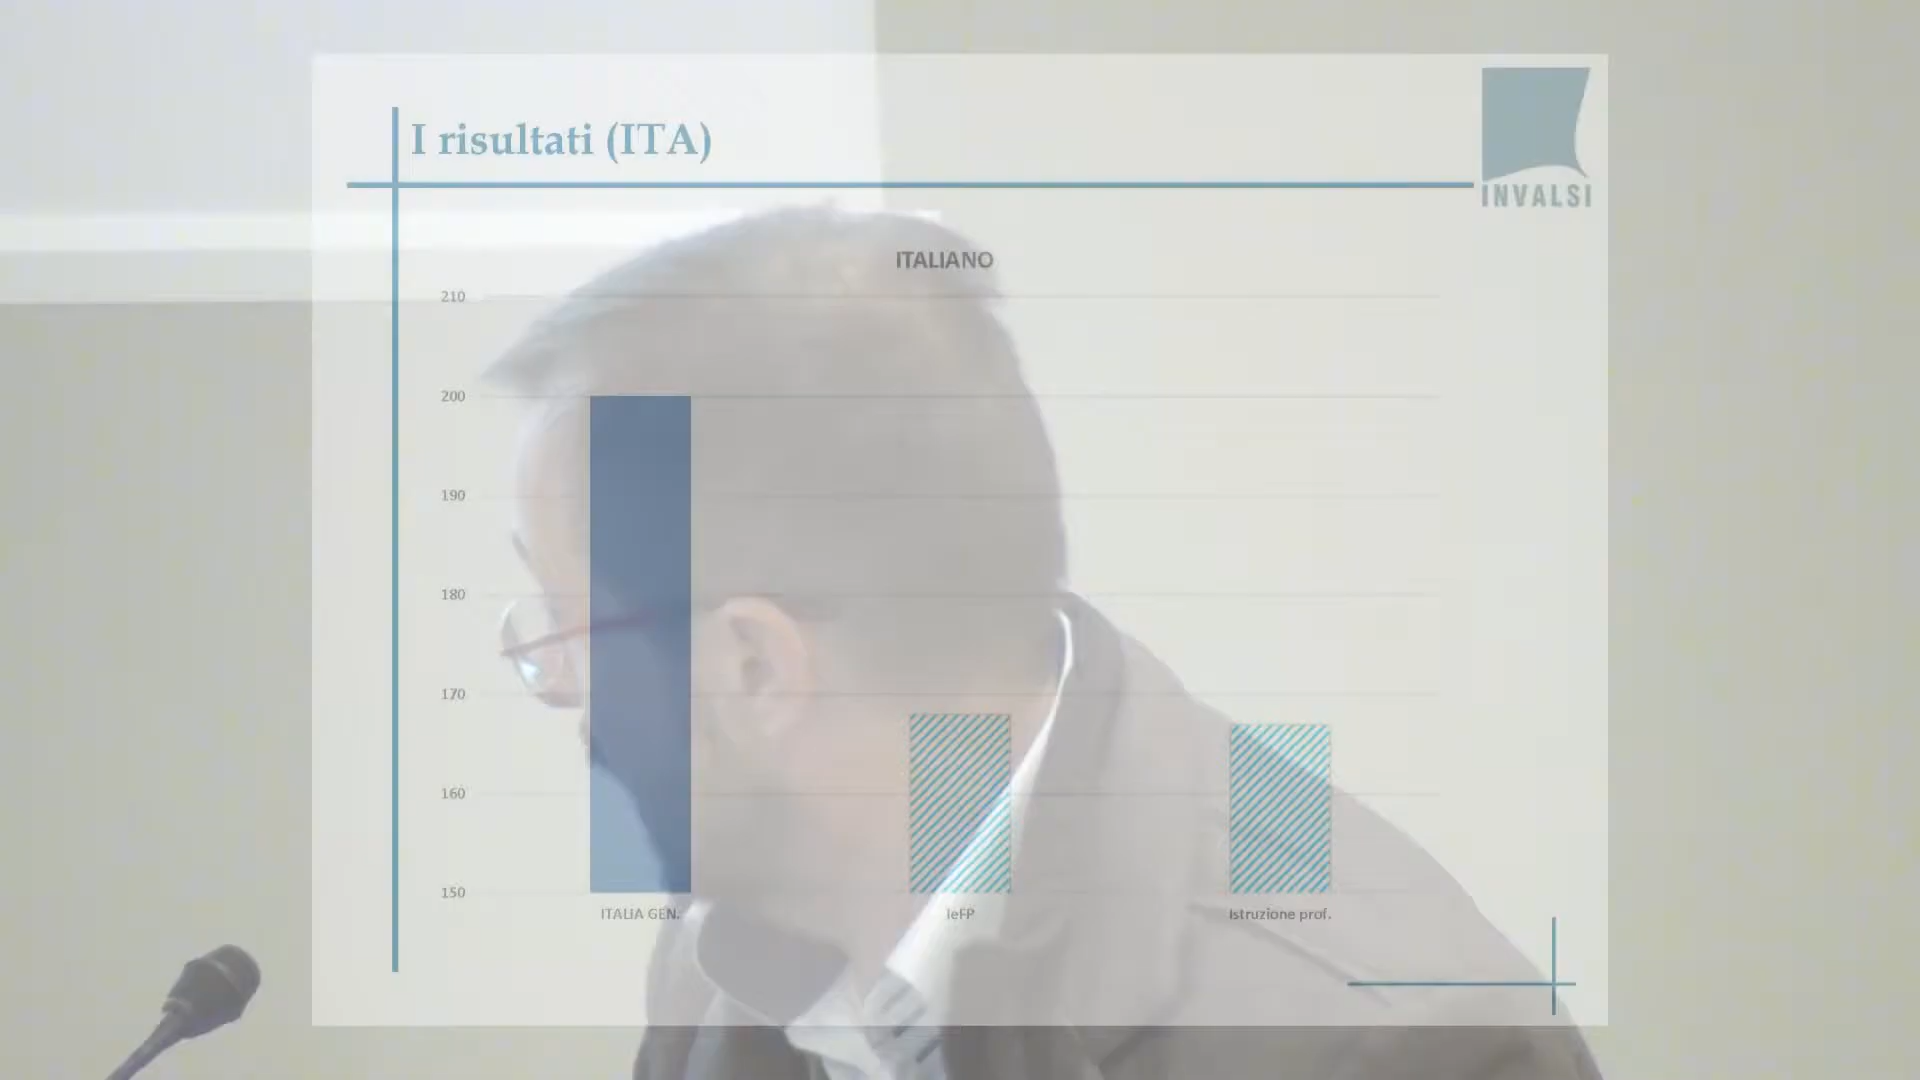 I risultati (ITA)
INVALSI
ITALIANO
210
200
190
180
170
160
150
ITALIA GEN.
IeFP
Istruzione prof.